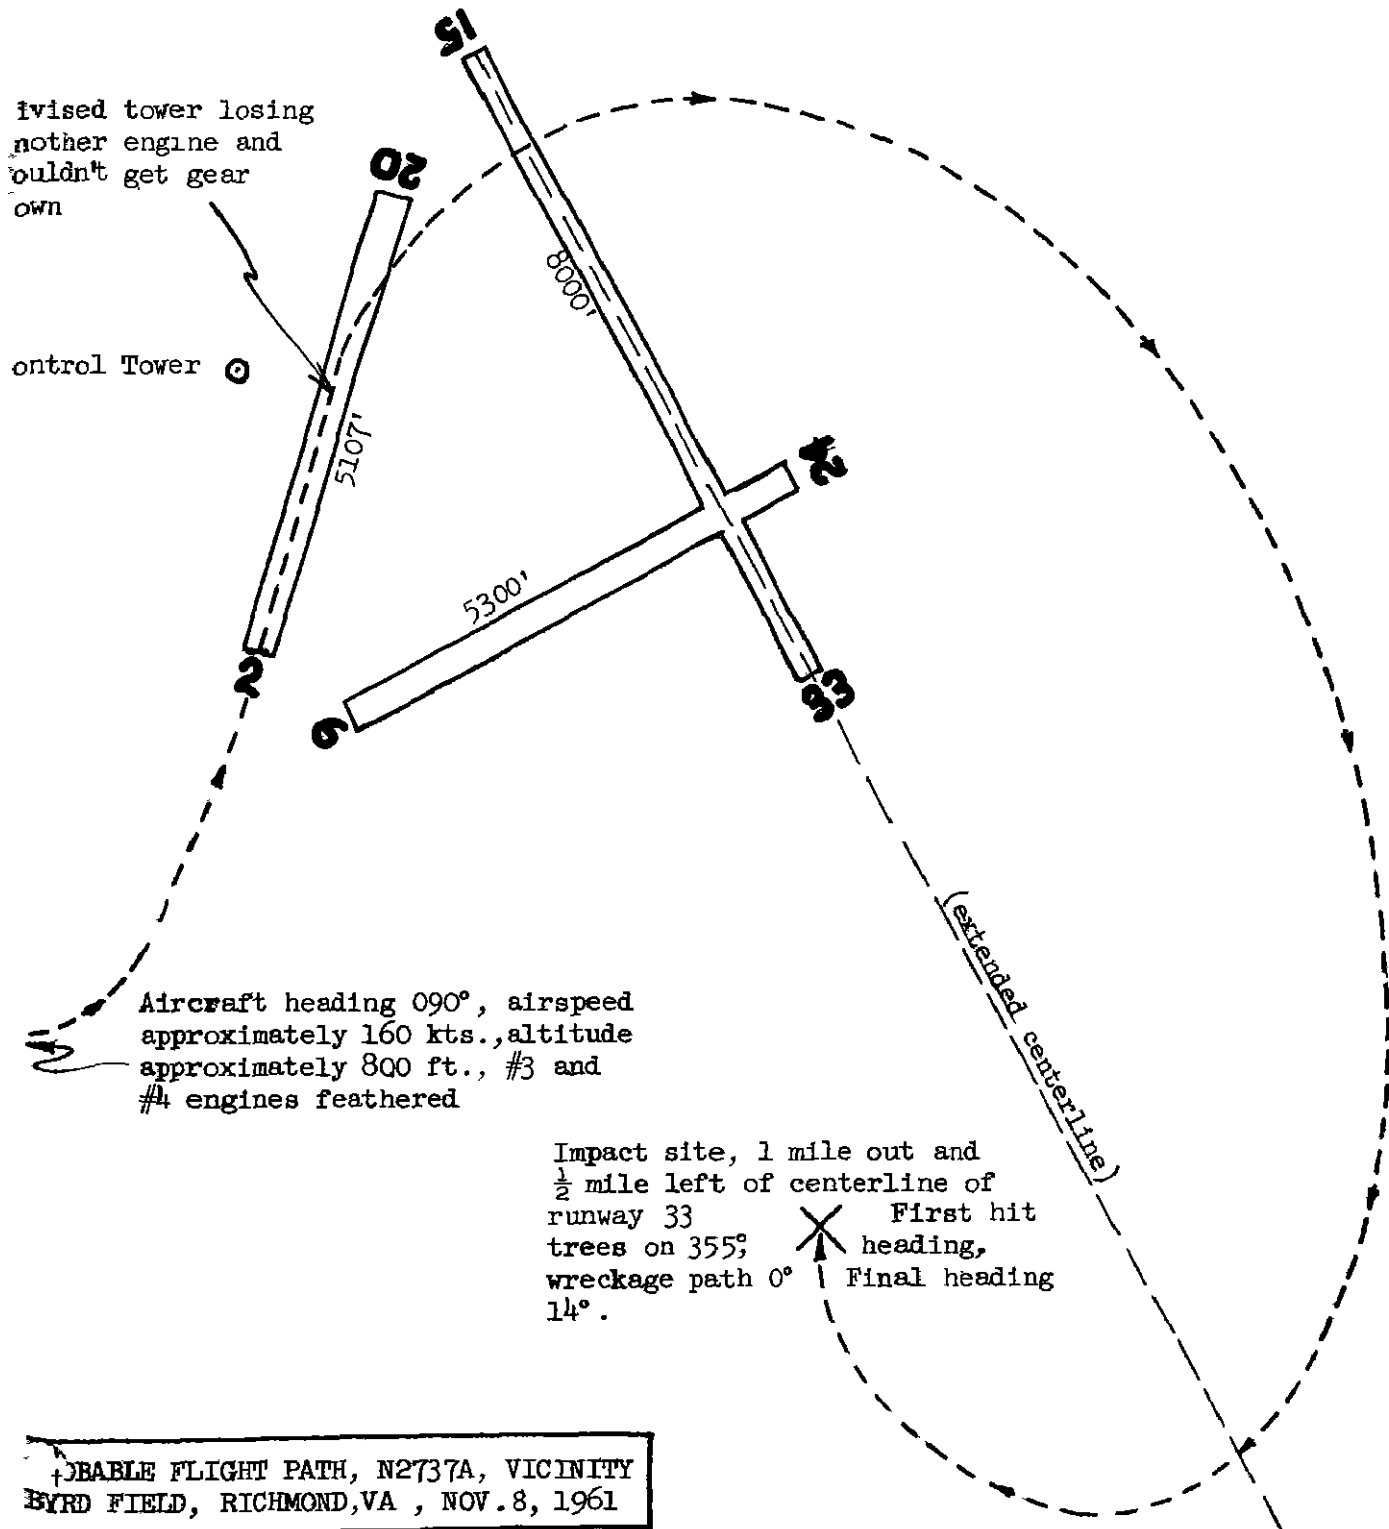 15
ivised tower losing
nother engine and
ouldn't get gear
own
20
8000'
ontrol Tower
5107'
24
5300'
2
6
33
(extended centerline)
Aircraft heading 090°, airspeed
approximately 160 kts., altitude
approximately 800 ft., #3 and
#4 engines feathered
Impact site, 1 mile out and
½ mile left of centerline of
runway 33 First hit
trees on 355° heading,
wreckage path 0° Final heading
14°.
OBABLE FLIGHT PATH, N2737A, VICINITY
BYRD FIELD, RICHMOND, VA , NOV. 8, 1961